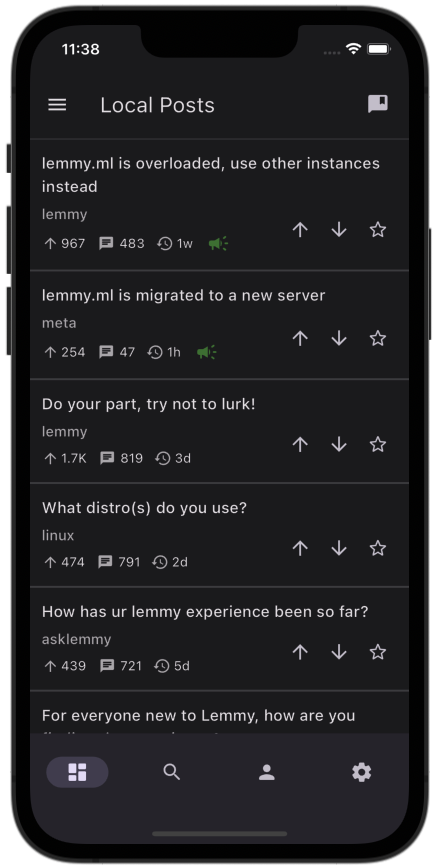 11:38
Local Posts
lemmy.ml is overloaded, use other instances
instead
lemmy
967 483 1w
lemmy.ml is migrated to a new server
meta
254 47 1h
Do your part, try not to lurk!
lemmy
1.7K 819 3d
What distro(s) do you use?
linux
474 791 2d
How has ur lemmy experience been so far?
asklemmy
439 721 5d
For everyone new to Lemmy, how are you